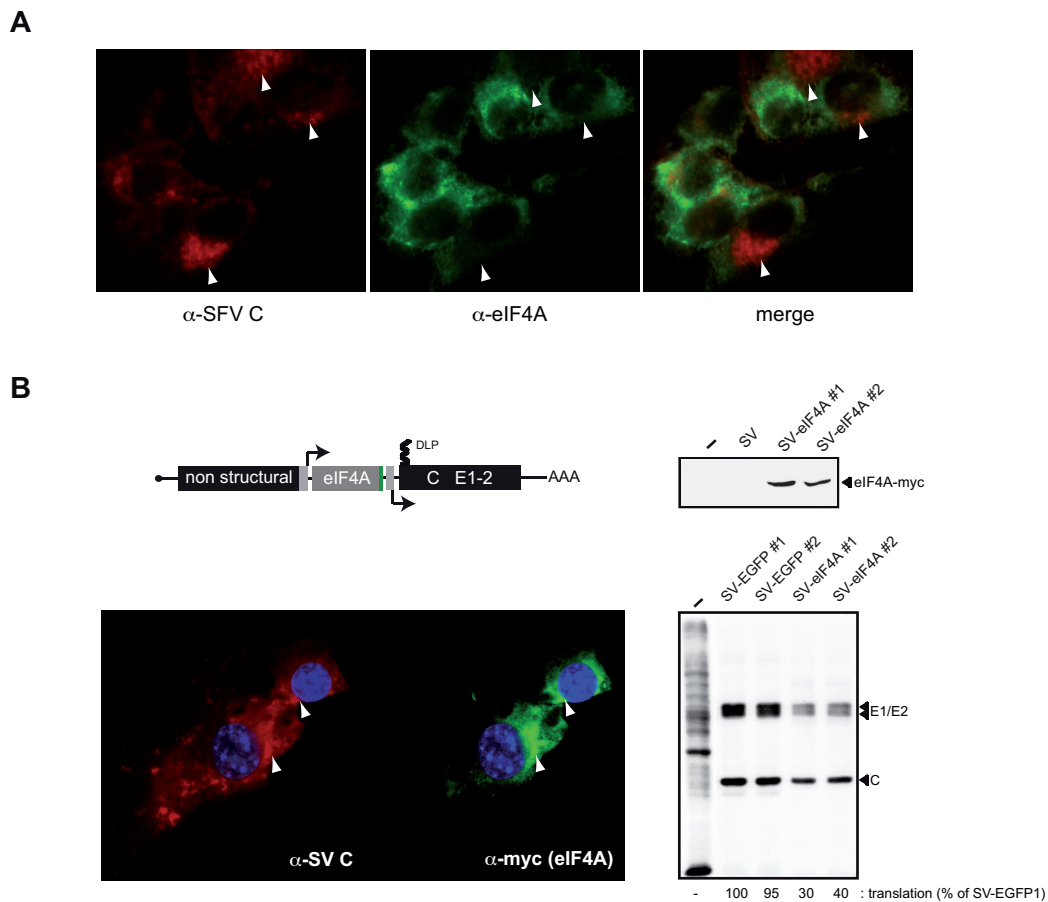 A
α-SFV C
α-eIF4A
merge
B
DLP
non structural
eIF4A
C E1-2
AAA
–
SV
SV-eIF4A #1
SV-eIF4A #2
eIF4A-myc
–
SV-EGFP #1
SV-EGFP #2
SV-eIF4A #1
SV-eIF4A #2
E1/E2
C
α-SV C
α-myc (eIF4A)
- 100 95 30 40 : translation (% of SV-EGFP1)